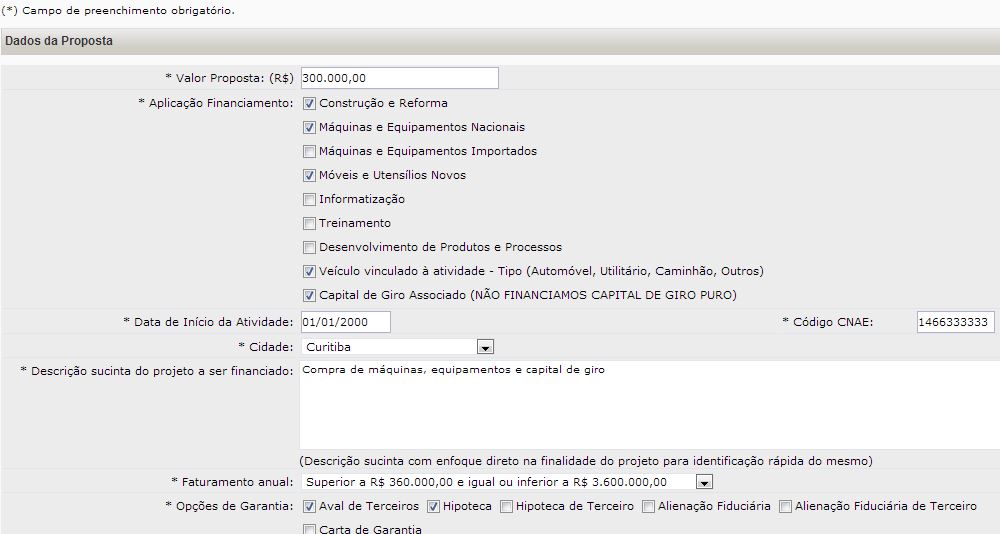 (*) Campo de preenchimento obrigatório.
Dados da Proposta
* Valor Proposta: (R$) 300.000,00
* Aplicação Financiamento: Construção e Reforma
Máquinas e Equipamentos Nacionais
Máquinas e Equipamentos Importados
Móveis e Utensílios Novos
Informatização
Treinamento
Desenvolvimento de Produtos e Processos
Veículo vinculado à atividade - Tipo (Automóvel, Utilitário, Caminhão, Outros)
Capital de Giro Associado (NÃO FINANCIAMOS CAPITAL DE GIRO PURO)
* Data de Início da Atividade: 01/01/2000 * Código CNAE: 1466333333
* Cidade: Curitiba
* Descrição sucinta do projeto a ser financiado: Compra de máquinas, equipamentos e capital de giro
(Descrição sucinta com enfoque direto na finalidade do projeto para identificação rápida do mesmo)
* Faturamento anual: Superior a R$ 360.000,00 e igual ou inferior a R$ 3.600.000,00
* Opções de Garantia: Aval de Terceiros Hipoteca Hipoteca de Terceiro Alienação Fiduciária Alienação Fiduciária de Terceiro
Carta de Garantia